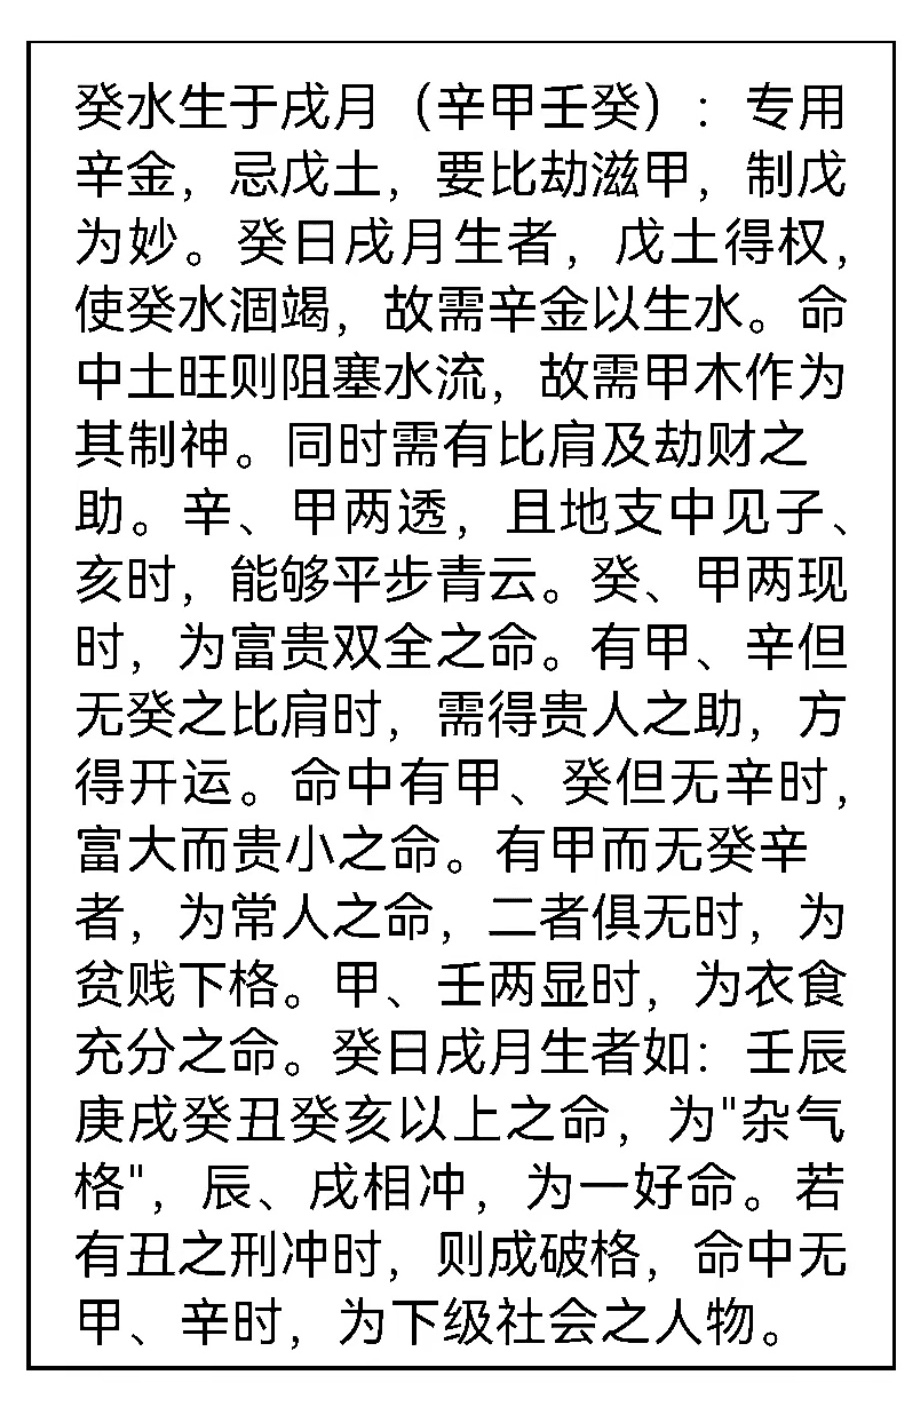 癸水生于戌月（辛甲壬癸）：专用
辛金，忌戊土，要比劫滋甲，制戊
为妙。癸日戌月生者，戊土得权，
使癸水涸竭，故需辛金以生水。命
中土旺则阻塞水流，故需甲木作为
其制神。同时需有比肩及劫财之
助。辛、甲两透，且地支中见子、
亥时，能够平步青云。癸、甲两现
时，为富贵双全之命。有甲、辛但
无癸之比肩时，需得贵人之助，方
得开运。命中有甲、癸但无辛时，
富大而贵小之命。有甲而无癸辛
者，为常人之命，二者俱无时，为
贫贱下格。甲、壬两显时，为衣食
充分之命。癸日戌月生者如：壬辰
庚戌癸丑癸亥以上之命，为"杂气
格"，辰、戌相冲，为一好命。若
有丑之刑冲时，则成破格，命中无
甲、辛时，为下级社会之人物。